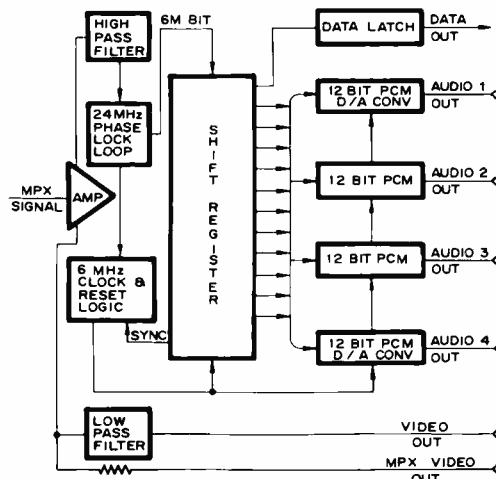 HIGH
PASS
FILTER
6M BIT
DATA LATCH
DATA
OUT
24MHz
PHASE
LOCK
LOOP
SHIFT REGISTER
12 BIT PCM
D/A CONV
AUDIO 1
OUT
MPX
SIGNAL
AMP
12 BIT PCM
AUDIO 2
OUT
6 MHz
CLOCK &
RESET
LOGIC
SYNC
12 BIT PCM
AUDIO 3
OUT
12 BIT PCM
D/A CONV
AUDIO 4
OUT
LOW
PASS
FILTER
VIDEO
OUT
MPX VIDEO
OUT